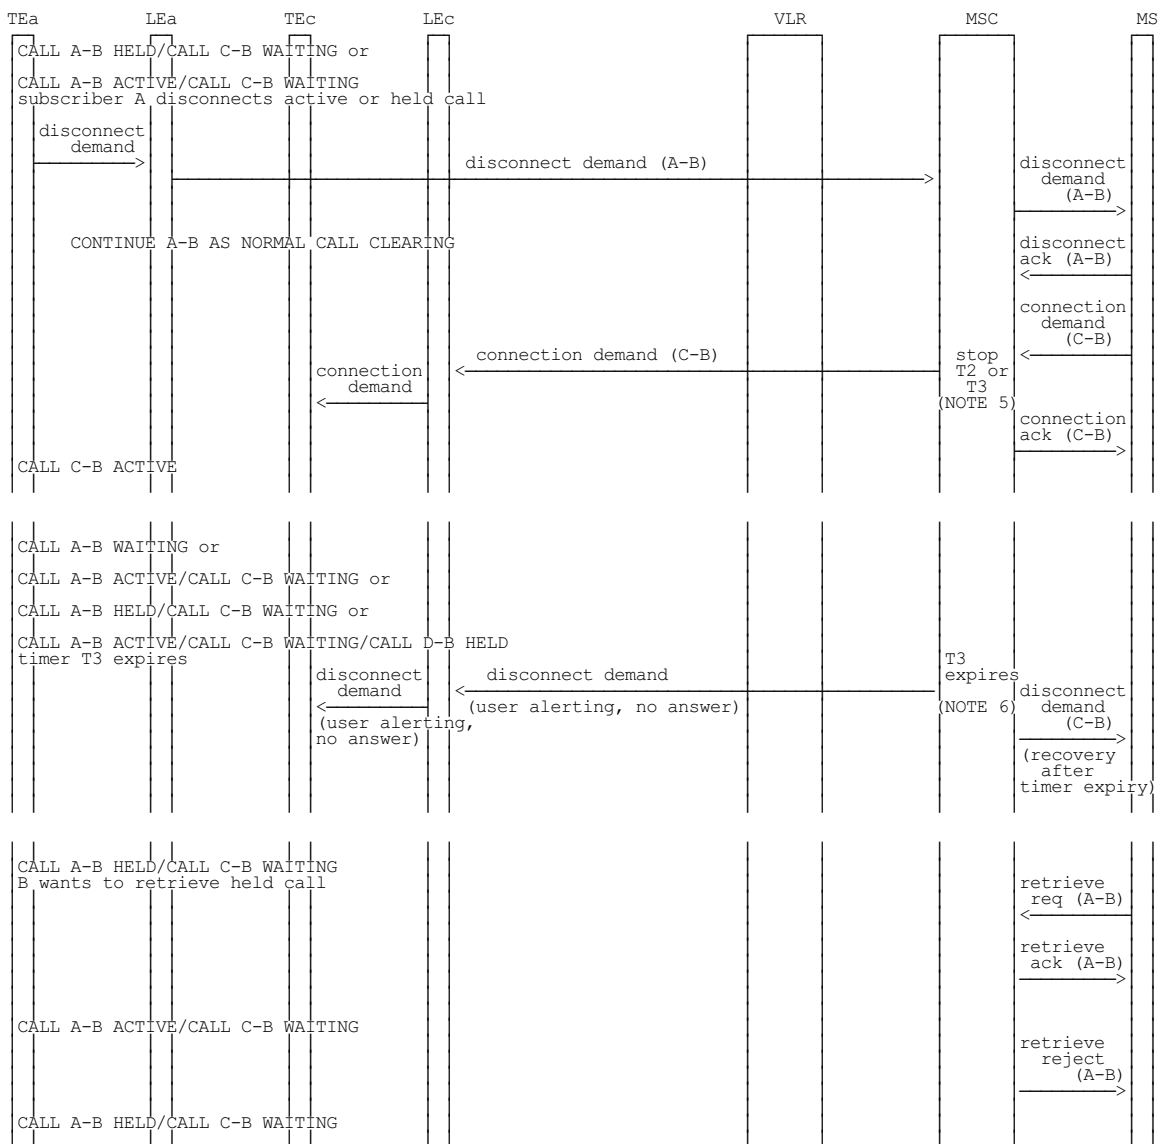 TEa LEa TEc LEc VLR MSC MS
CALL A-B HELD/CALL C-B WAITING or
CALL A-B ACTIVE/CALL C-B WAITING
subscriber A disconnects active or held call
disconnect
demand
disconnect demand (A-B)
disconnect
demand
(A-B)
CONTINUE A-B AS NORMAL CALL CLEARING
disconnect
ack (A-B)
connection
demand
(C-B)
connection demand (C-B)
stop
T2 or
T3
(NOTE 5)
connection
demand
connection
ack (C-B)
CALL C-B ACTIVE
CALL A-B WAITING or
CALL A-B ACTIVE/CALL C-B WAITING or
CALL A-B HELD/CALL C-B WAITING or
CALL A-B ACTIVE/CALL C-B WAITING/CALL D-B HELD
timer T3 expires
T3
expires
(NOTE 6)
disconnect demand
(user alerting, no answer)
disconnect
demand
(user alerting,
no answer)
disconnect
demand
(C-B)
(recovery
after
timer expiry)
CALL A-B HELD/CALL C-B WAITING
B wants to retrieve held call
retrieve
req (A-B)
retrieve
ack (A-B)
CALL A-B ACTIVE/CALL C-B WAITING
retrieve
reject
(A-B)
CALL A-B HELD/CALL C-B WAITING